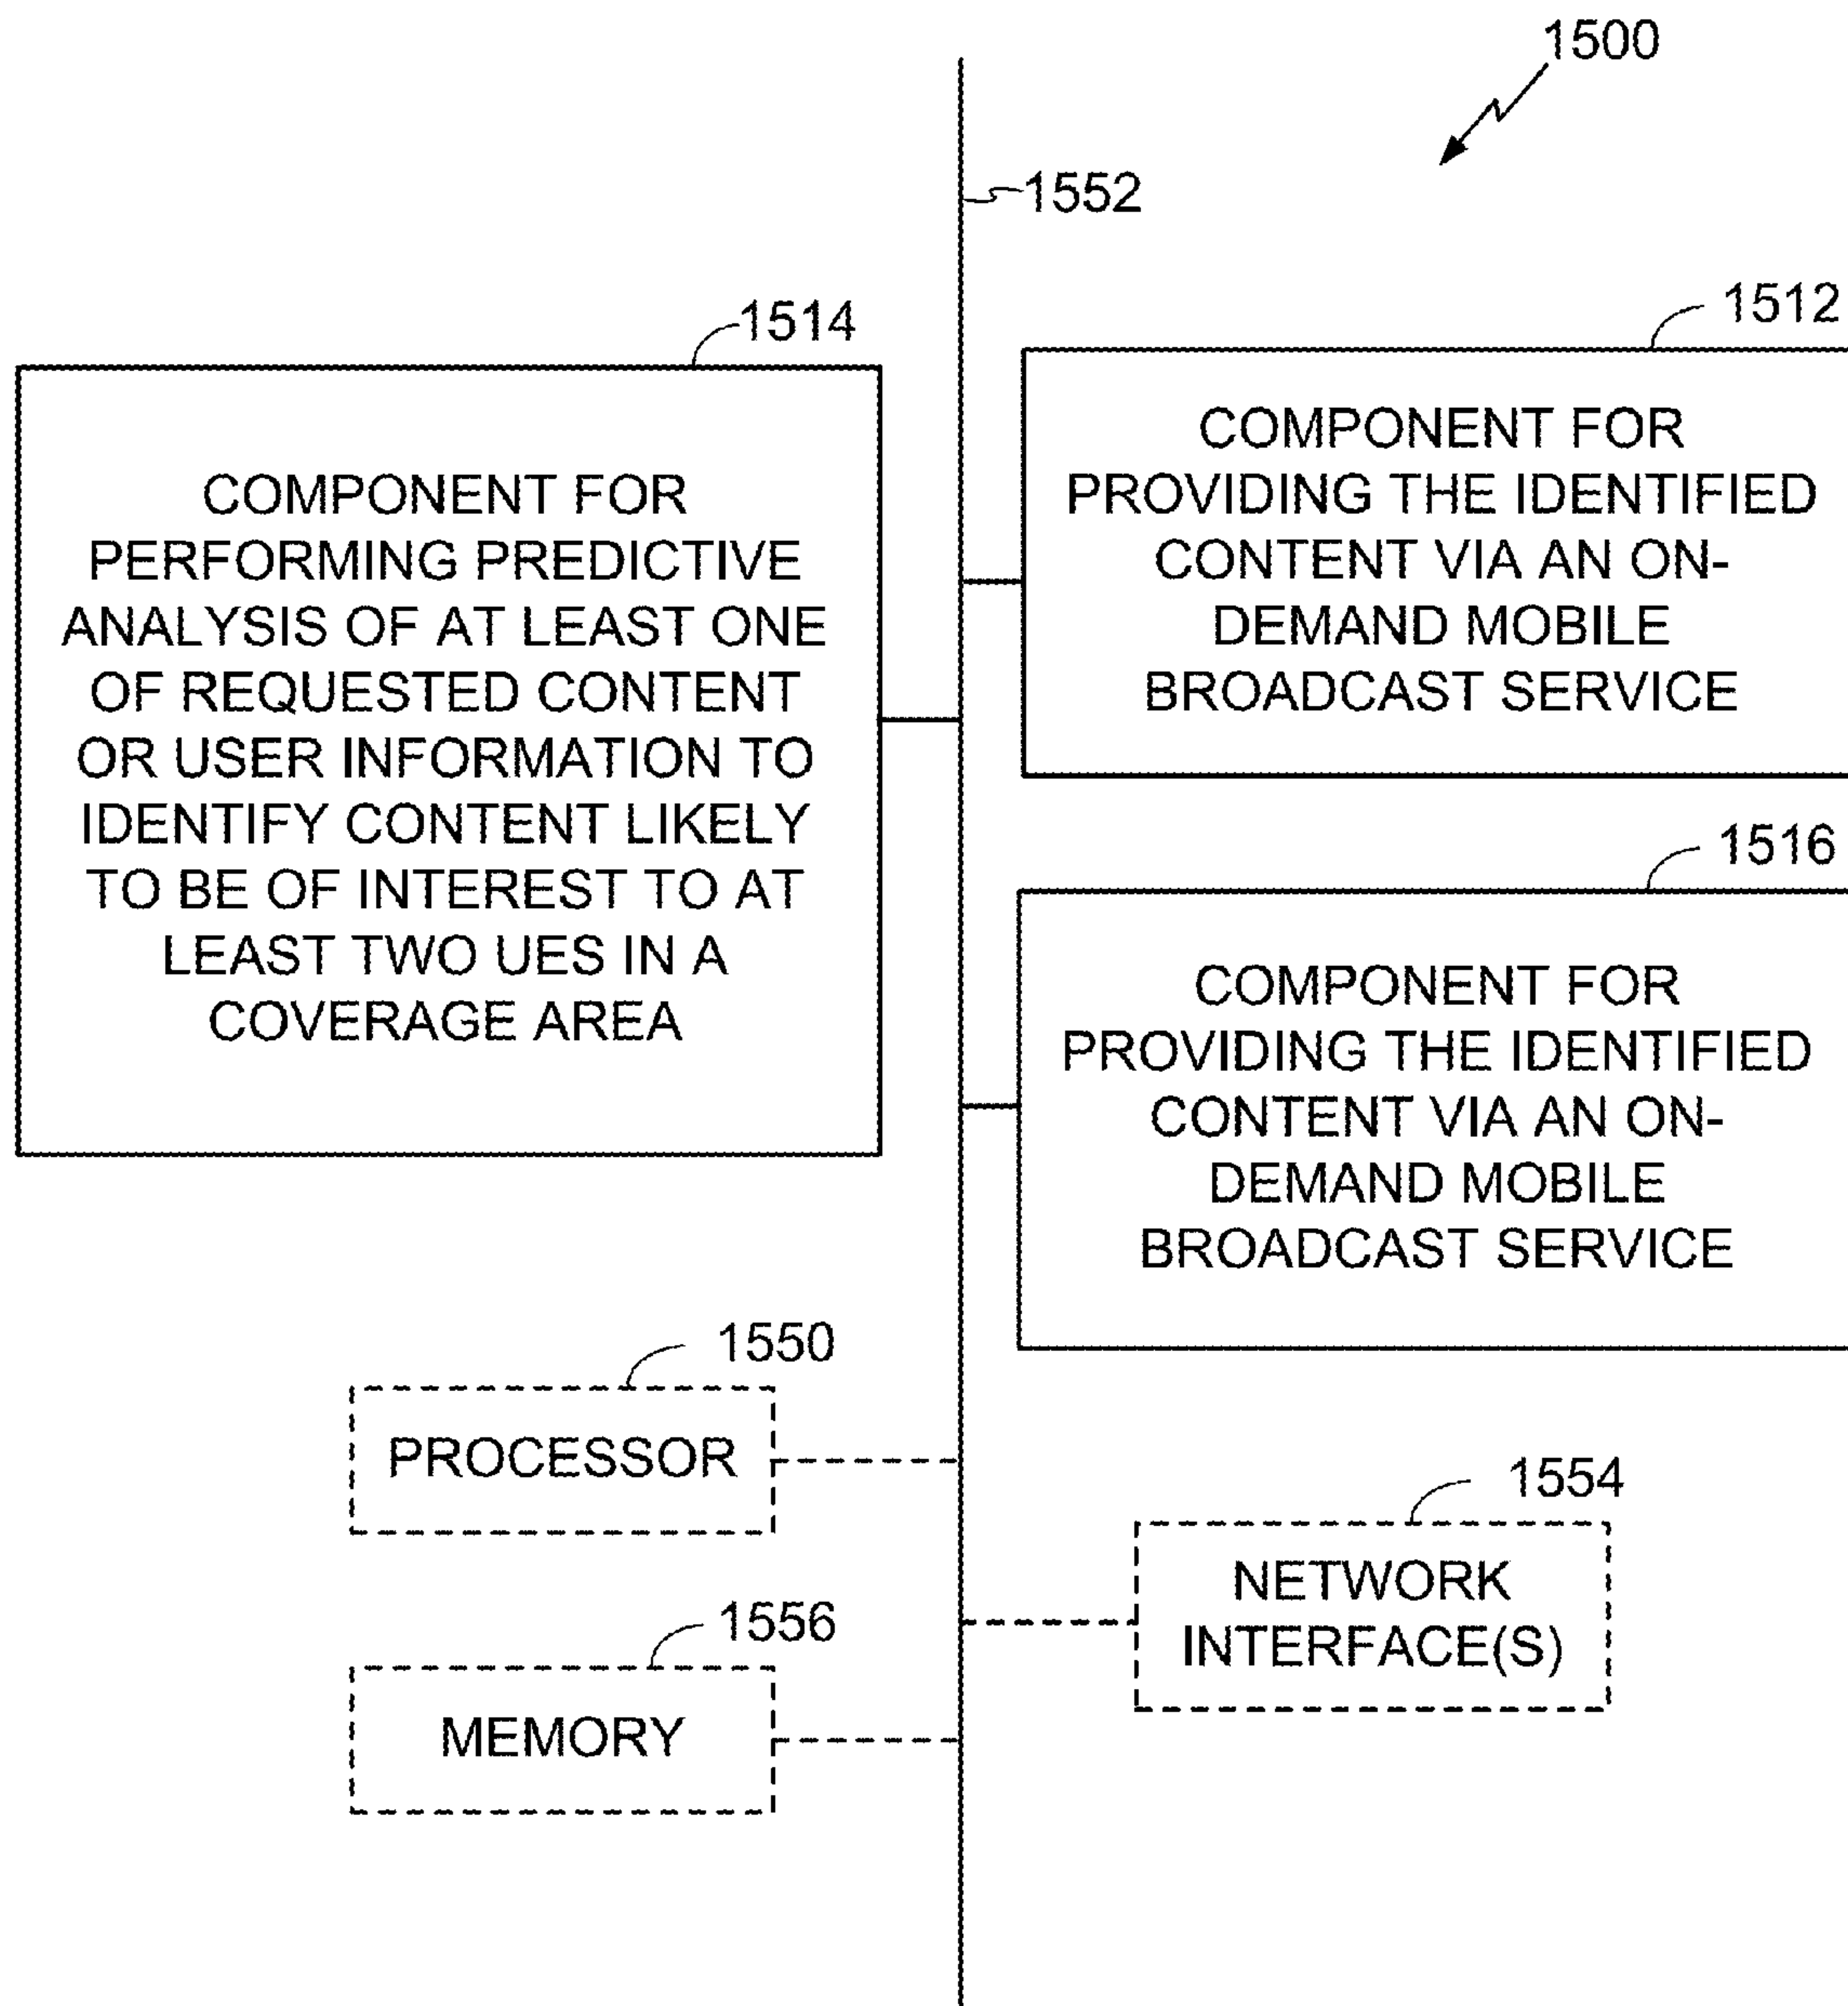 1500
1552
1514
COMPONENT FOR
PERFORMING PREDICTIVE
ANALYSIS OF AT LEAST ONE
OF REQUESTED CONTENT
OR USER INFORMATION TO
IDENTIFY CONTENT LIKELY
TO BE OF INTEREST TO AT
LEAST TWO UES IN A
COVERAGE AREA
1512
COMPONENT FOR
PROVIDING THE IDENTIFIED
CONTENT VIA AN ON-
DEMAND MOBILE
BROADCAST SERVICE
1516
COMPONENT FOR
PROVIDING THE IDENTIFIED
CONTENT VIA AN ON-
DEMAND MOBILE
BROADCAST SERVICE
1550
PROCESSOR
1554
NETWORK
INTERFACE(S)
1556
MEMORY